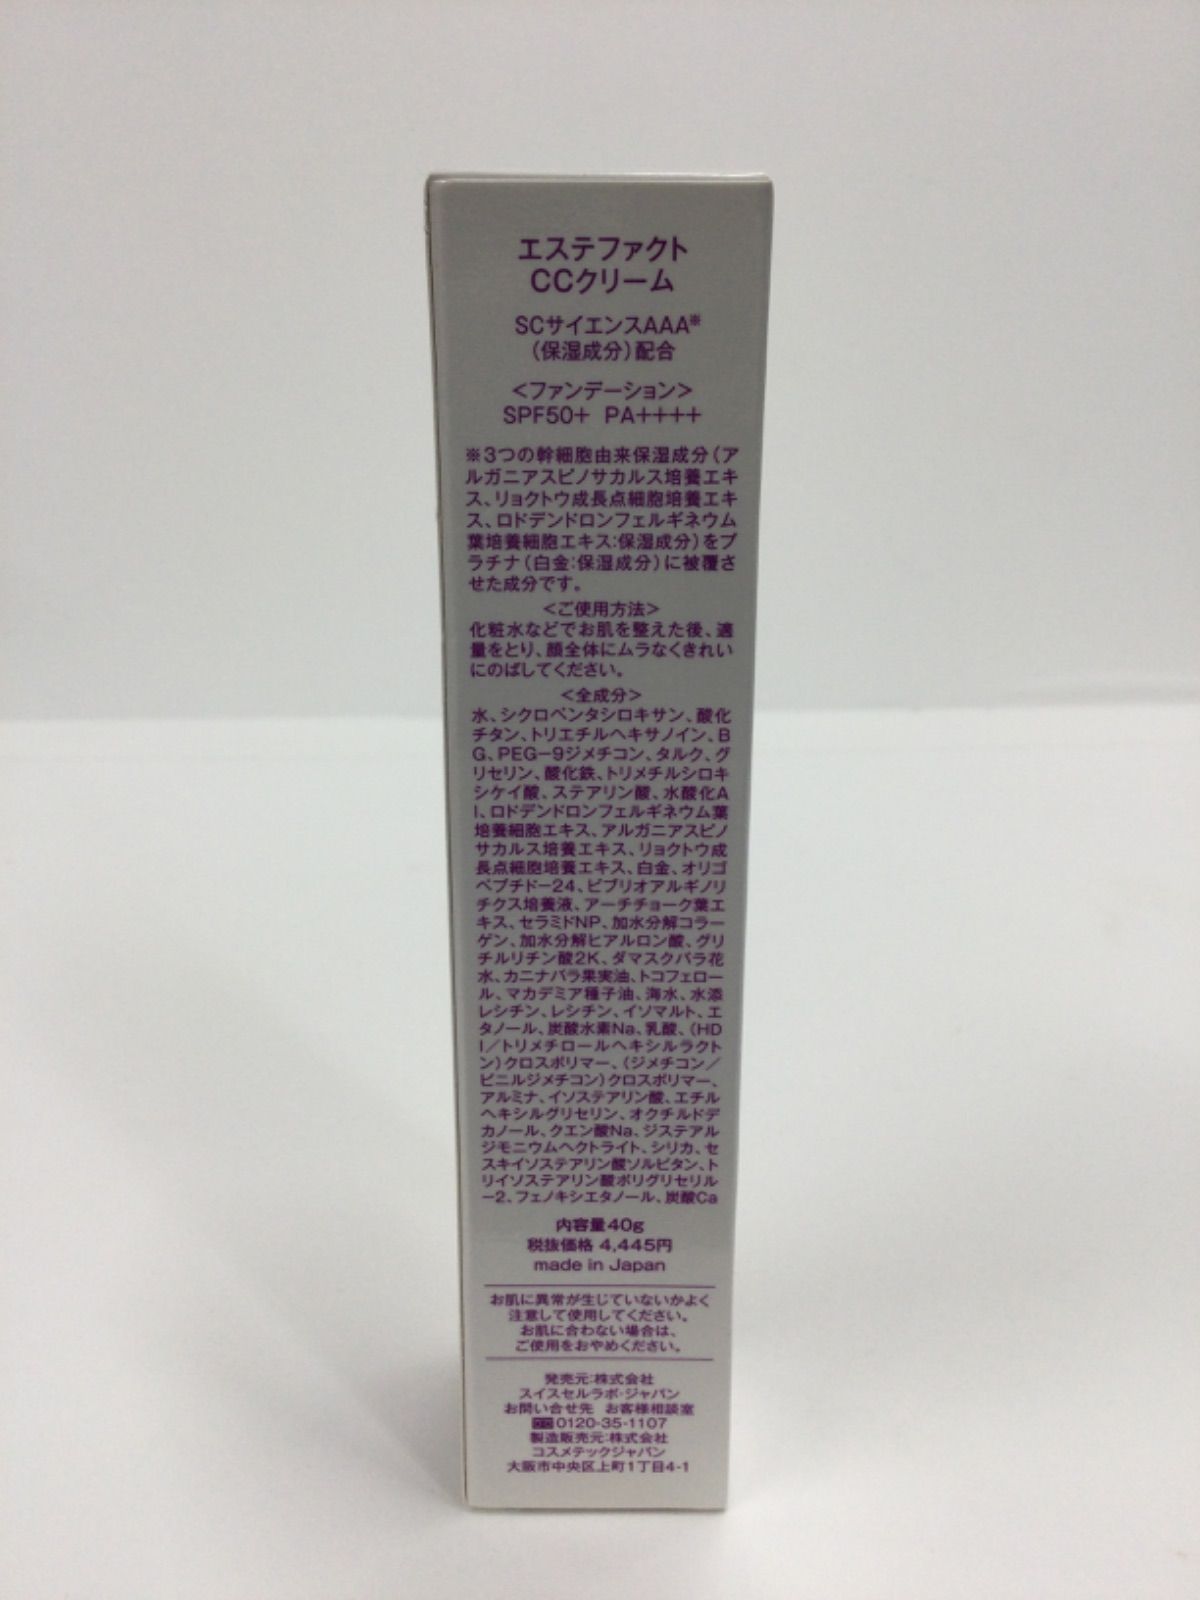 エステファクト
CCクリーム
SCサイエンスAAA※
（保湿成分）配合
＜ファンデーション＞
SPF50+ PA++++
※3つの幹細胞由来保湿成分（ア
ルガニアスピノサカルス培養エキ
ス、リョクトウ成長点細胞培養エキ
ス、ロドデンドロンフェルギネウム
葉培養細胞エキス:保湿成分）をプ
ラチナ（白金:保湿成分）に被覆さ
せた成分です。
＜ご使用方法＞
化粧水などでお肌を整えた後、適
量をとり、顔全体にムラなくきれい
にのばしてください。
＜全成分＞
水、シクロペンタシロキサン、酸化
チタン、トリエチルヘキサノイン、B
G、PEG－9ジメチコン、タルク、グ
リセリン、酸化鉄、トリメチルシロキ
シケイ酸、ステアリン酸、水酸化A
l、ロドデンドロンフェルギネウム葉
培養細胞エキス、アルガニアスピノ
サカルス培養エキス、リョクトウ成
長点細胞培養エキス、白金、オリゴ
ペプチド－24、ビブリオアルギノリ
チクス培養液、アーチチョーク葉エ
キス、セラミドNP、加水分解コラー
ゲン、加水分解ヒアルロン酸、グリ
チルリチン酸2K、ダマスクバラ花
水、カニナバラ果実油、トコフェロー
ル、マカデミア種子油、海水、水添
レシチン、レシチン、イソマルト、エ
タノール、炭酸水素Na、乳酸、（HD
I／トリメチロールヘキシルラクト
ン）クロスポリマー、（ジメチコン／
ビニルジメチコン）クロスポリマー、
アルミナ、イソステアリン酸、エチル
ヘキシルグリセリン、オクチルドデ
カノール、クエン酸Na、ジステアル
ジモニウムヘクトライト、シリカ、セ
スキイソステアリン酸ソルビタン、ト
リイソステアリン酸ポリグリセリル
－2、フェノキシエタノール、炭酸Ca
内容量40g
税抜価格 4,445円
made in Japan
お肌に異常が生じていないかよく
注意して使用してください。
お肌に合わない場合は、
ご使用をおやめください。
発売元:株式会社
スイスセルラボ・ジャパン
お問い合せ先 お客様相談室
0120-35-1107
製造販売元:株式会社
コスメテックジャパン
大阪市中央区上町1丁目4-1